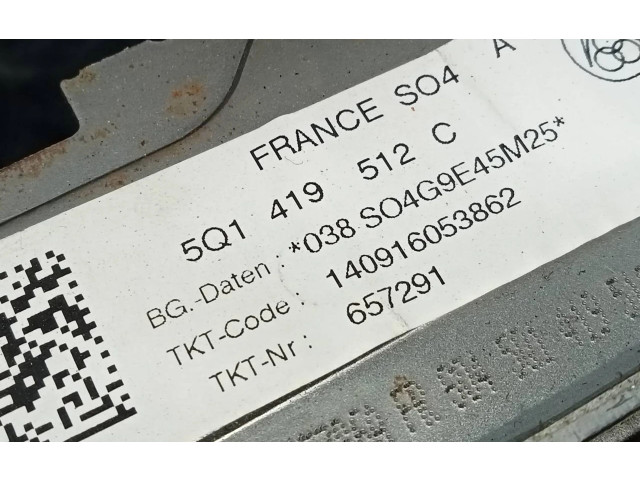 FRANCE SO4 A
5Q1 419 512 C
BG.-Daten : *038 SO4G9E45M25*
TKT-Code : 140916053862
TKT-Nr : 657291